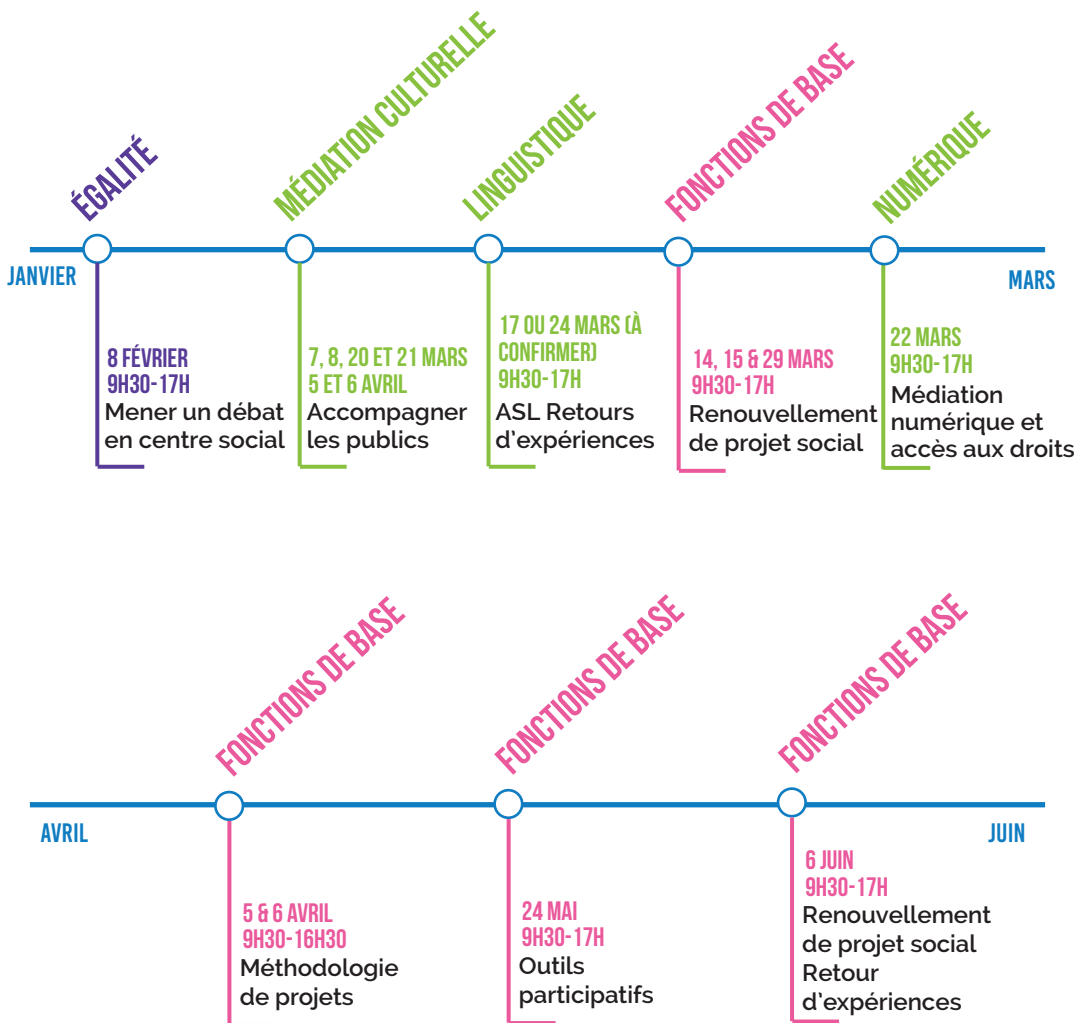 ÉGALITÉ
MÉDIATION CULTURELLE
LINGUISTIQUE
FONCTIONS DE BASE
NUMÉRIQUE
JANVIER
MARS
8 FÉVRIER
9H30-17H
Mener un débat
en centre social
7, 8, 20 ET 21 MARS
5 ET 6 AVRIL
Accompagner
les publics
17 OU 24 MARS (À
CONFIRMER)
9H30-17H
ASL Retours
d'expériences
14, 15 & 29 MARS
9H30-17H
Renouvellement
de projet social
22 MARS
9H30-17H
Médiation
numérique et
accès aux droits
FONCTIONS DE BASE
FONCTIONS DE BASE
FONCTIONS DE BASE
AVRIL
JUIN
5 & 6 AVRIL
9H30-16H30
Méthodologie
de projets
24 MAI
9H30-17H
Outils
participatifs
6 JUIN
9H30-17H
Renouvellement
de projet social
Retour
d'expériences